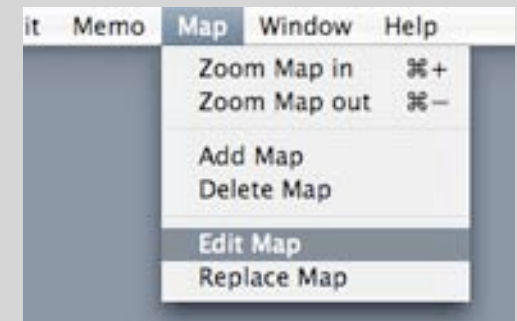 it Memo Map Window Help
Zoom Map in ⌘+
Zoom Map out ⌘−
Add Map
Delete Map
Edit Map
Replace Map